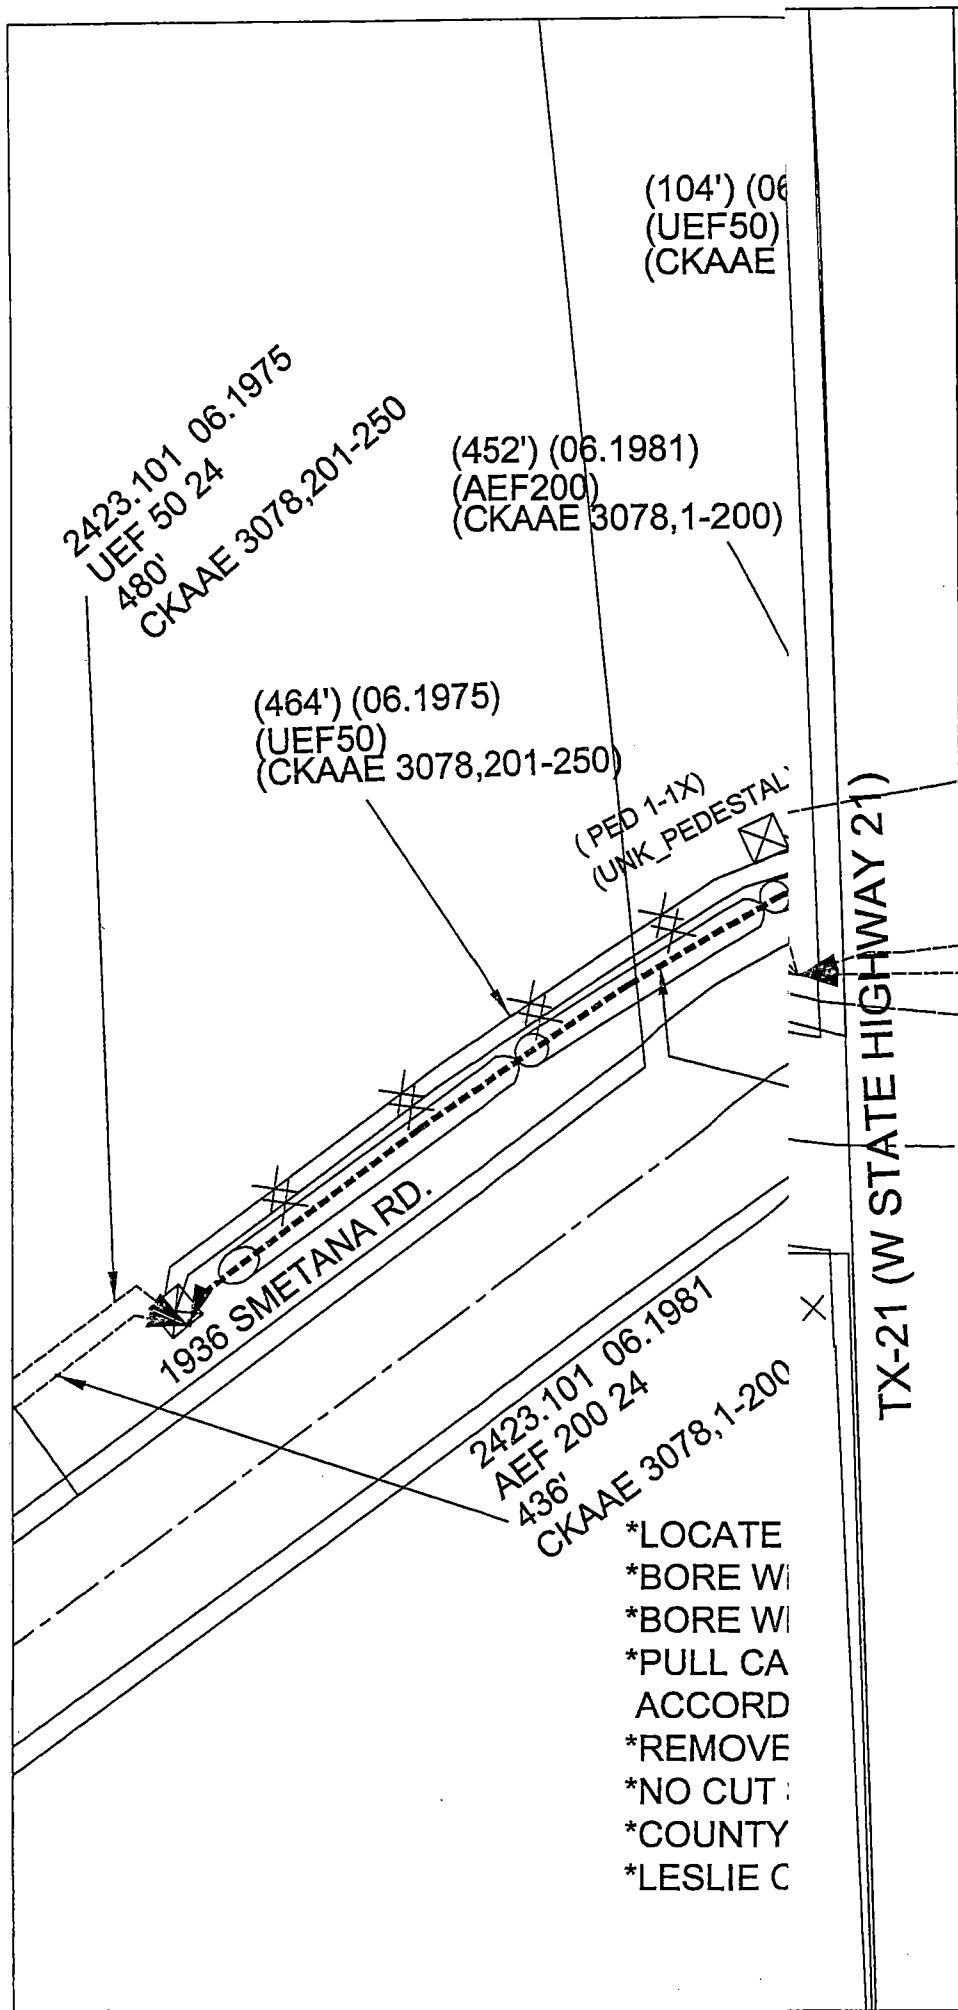 (104') (06
(UEF50)
(CKAAE
2423.101 06.1975
UEF 50 24
480'
CKAAE 3078,201-250
(452') (06.1981)
(AEF200)
(CKAAE 3078,1-200)
(464') (06.1975)
(UEF50)
(CKAAE 3078,201-250)
(PED 1-1X)
(UNK_PEDESTAL)
TX-21 (W STATE HIGHWAY 21)
1936 SMETANA RD.
2423.101 06.1981
AEF 200 24
436'
CKAAE 3078,1-200
*LOCATE
*BORE WI
*BORE WI
*PULL CA
ACCORD
*REMOVE
*NO CUT
*COUNTY
*LESLIE C